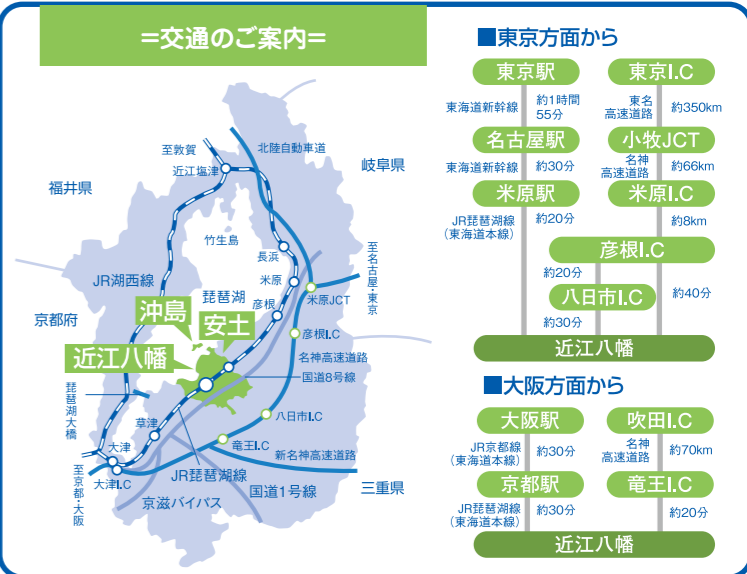 =交通のご案内=
至敦賀
近江塩津
北陸自動車道
岐阜県
福井県
竹生島
長浜
至名古屋・東京
JR湖西線
琵琶湖
米原
米原JCT
京都府
沖島
彦根
安土
彦根I.C
近江八幡
名神高速道路
国道8号線
琵琶湖大橋
草津
八日市I.C
大津
竜王I.C
新名神高速道路
至京都・大阪
大津I.C
JR琵琶湖線
国道1号線
三重県
京滋バイパス
■東京方面から
東京駅
東海道新幹線
約1時間
55分
名古屋駅
東海道新幹線
約30分
米原駅
JR琵琶湖線
(東海道本線)
約20分
東京I.C
東名
高速道路
約350km
小牧JCT
名神
高速道路
約66km
米原I.C
約8km
彦根I.C
約20分
八日市I.C
約40分
約30分
近江八幡
■大阪方面から
大阪駅
JR京都線
(東海道本線)
約30分
京都駅
JR琵琶湖線
(東海道本線)
約30分
吹田I.C
名神
高速道路
約70km
竜王I.C
約20分
近江八幡